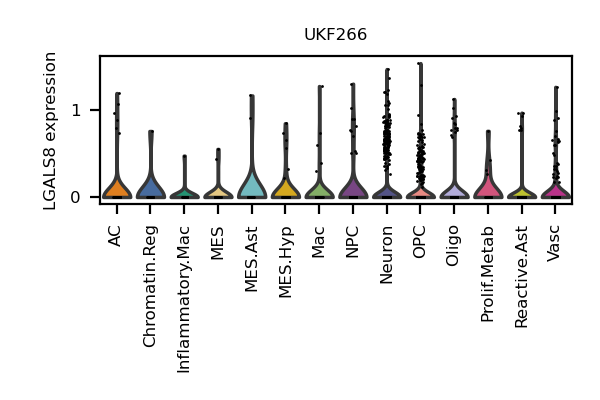 UKF266
LGALS8 expression
1
0
AC
Chromatin.Reg
Inflammatory.Mac
MES
MES.Ast
MES.Hyp
Mac
NPC
Neuron
OPC
Oligo
Prolif.Metab
Reactive.Ast
Vasc